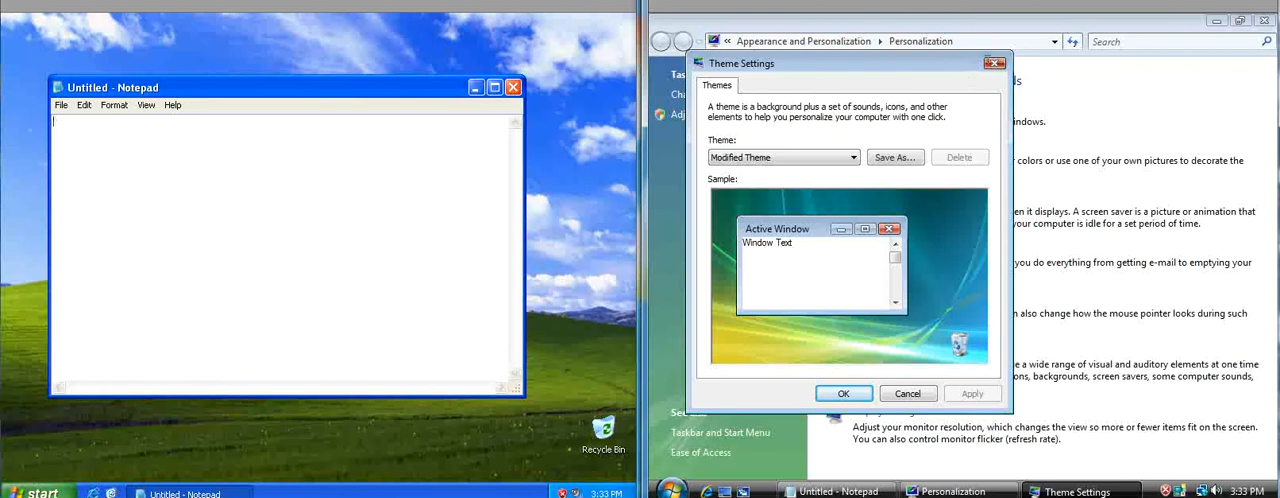 Untitled - Notepad
File Edit Format View Help
Recycle Bin
start
Untitled - Notepad
3:33 PM
« Appearance and Personalization
Personalization
Search
Theme Settings
Themes
A theme is a background plus a set of sounds, icons, and other
elements to help you personalize your computer with one click.
Theme:
Modified Theme
Save As...
Delete
Sample:
Active Window
Window Text
OK
Cancel
Apply
colors or use one of your own pictures to decorate the
it displays. A screen saver is a picture or animation that
your computer is idle for a set period of time.
you do everything from getting e-mail to emptying your
also change how the mouse pointer looks during such
a wide range of visual and auditory elements at one time
backgrounds, screen savers, some computer sounds,
Adjust your monitor resolution, which changes the view so more or fewer items fit on the screen.
You can also control monitor flicker (refresh rate).
Taskbar and Start Menu
Ease of Access
Untitled - Notepad
Personalization
Theme Settings
3:33 PM